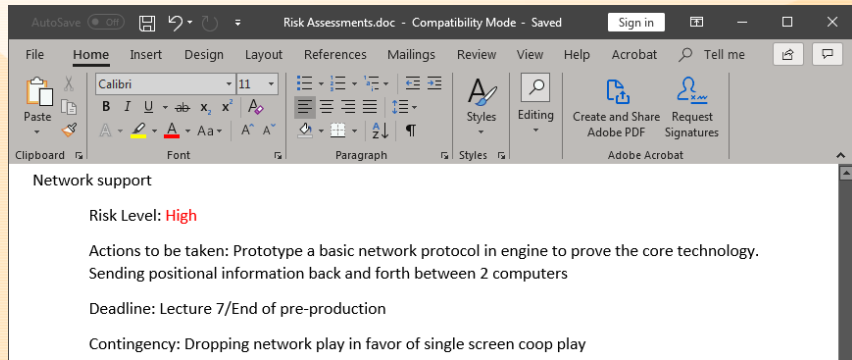 AutoSave Off Risk Assessments.doc - Compatibility Mode - Saved Sign in
File Home Insert Design Layout References Mailings Review View Help Acrobat Tell me
Calibri 11
Paste B I U ab x₂ x² A Styles Editing Create and Share Adobe PDF Request Signatures
A A Aa A A
Clipboard Font Paragraph Styles Adobe Acrobat
Network support
Risk Level: High
Actions to be taken: Prototype a basic network protocol in engine to prove the core technology.
Sending positional information back and forth between 2 computers
Deadline: Lecture 7/End of pre-production
Contingency: Dropping network play in favor of single screen coop play